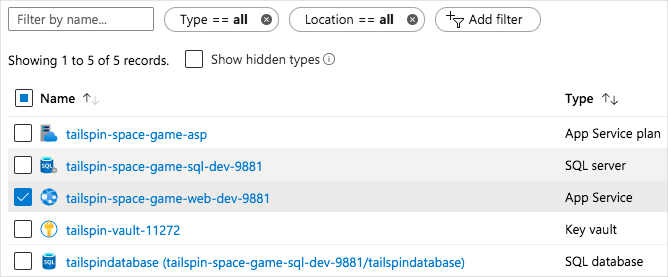 Filter by name...
Type == all
Location == all
Add filter
Showing 1 to 5 of 5 records.
Show hidden types
Name Type
tailspin-space-game-asp App Service plan
SQL tailspin-space-game-sql-dev-9881 SQL server
tailspin-space-game-web-dev-9881 App Service
tailspin-vault-11272 Key vault
SQL tailspindatabase (tailspin-space-game-sql-dev-9881/tailspindatabase) SQL database